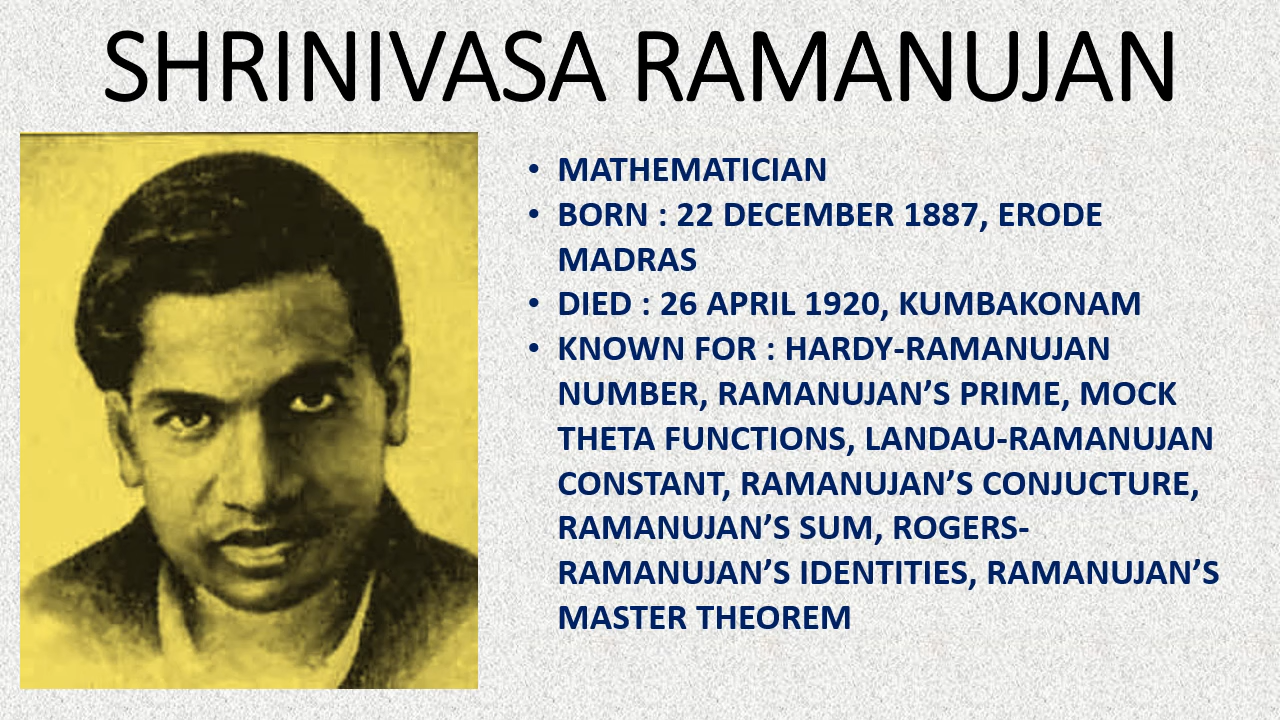 SHRINIVASA RAMANUJAN
• MATHEMATICIAN
• BORN : 22 DECEMBER 1887, ERODE
MADRAS
• DIED : 26 APRIL 1920, KUMBAKONAM
• KNOWN FOR : HARDY-RAMANUJAN
NUMBER, RAMANUJAN’S PRIME, MOCK
THETA FUNCTIONS, LANDAU-RAMANUJAN
CONSTANT, RAMANUJAN’S CONJUCTURE,
RAMANUJAN’S SUM, ROGERS-
RAMANUJAN’S IDENTITIES, RAMANUJAN’S
MASTER THEOREM